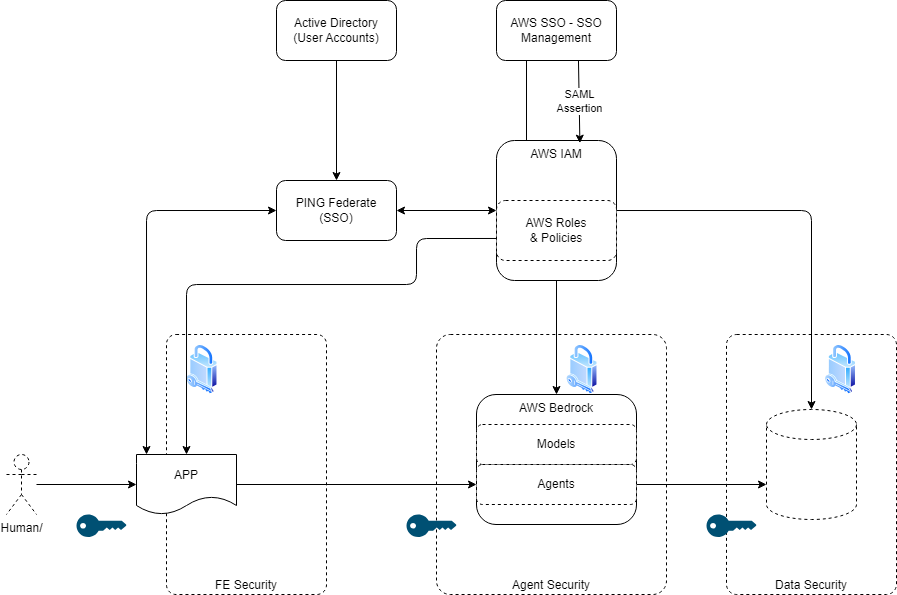 Active Directory
(User Accounts)
AWS SSO - SSO
Management
SAML
Assertion
AWS IAM
PING Federate
(SSO)
AWS Roles
& Policies
AWS Bedrock
Models
APP
Agents
Human/
FE Security
Agent Security
Data Security